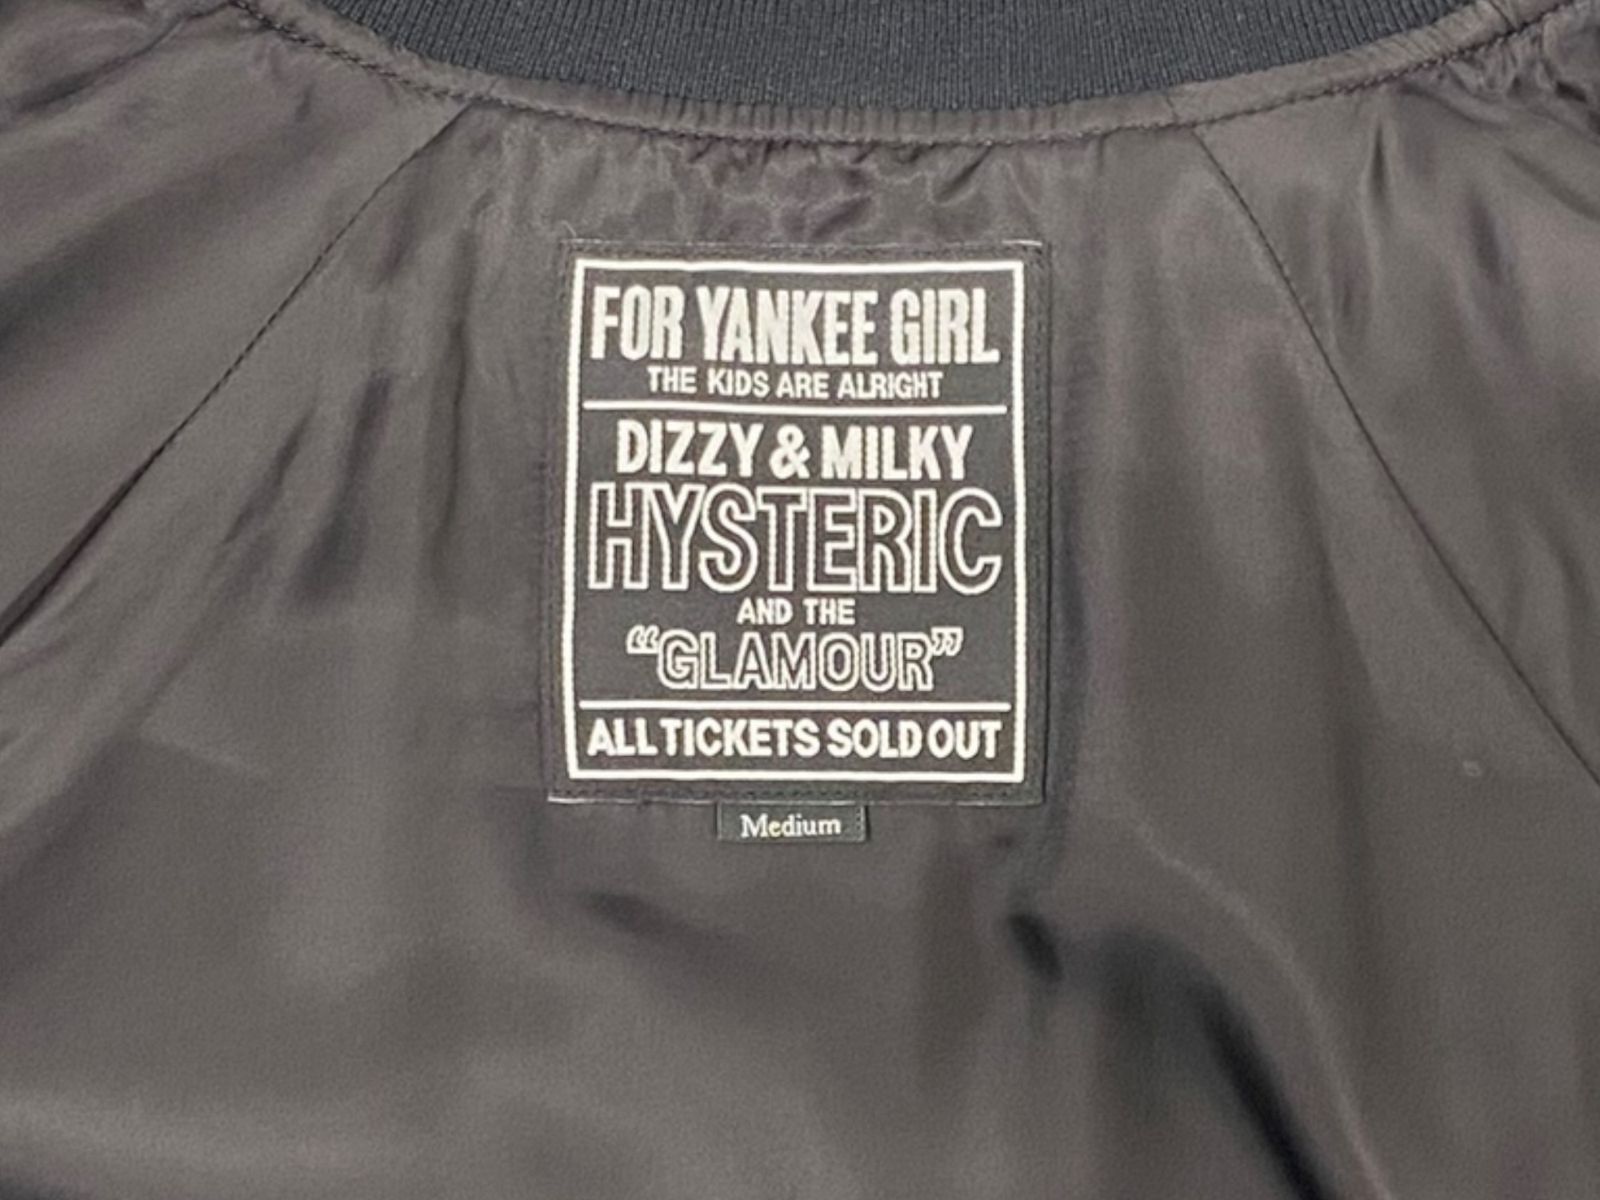 FOR YANKEE GIRL
THE KIDS ARE ALRIGHT
DIZZY & MILKY
HYSTERIC
AND THE
“GLAMOUR”
ALL TICKETS SOLD OUT
Medium